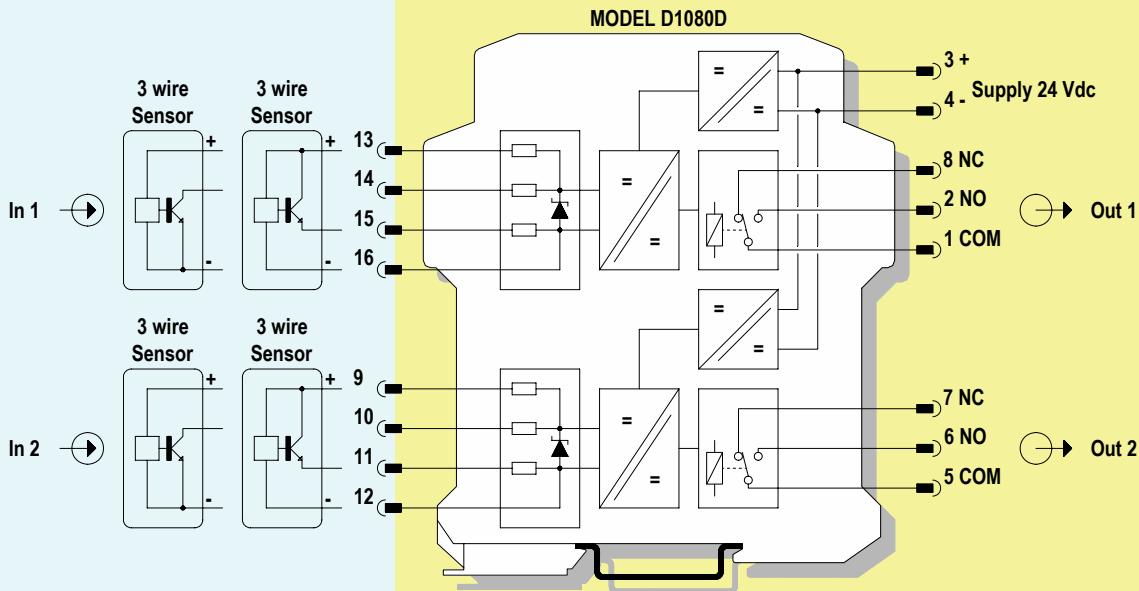 MODEL D1080D
3 +
4 -
Supply 24 Vdc
3 wire
Sensor
3 wire
Sensor
+
-
+
-
In 1
13
14
15
16
=
=
=
=
8 NC
2 NO
1 COM
Out 1
3 wire
Sensor
3 wire
Sensor
+
-
+
-
In 2
9
10
11
12
=
=
=
=
7 NC
6 NO
5 COM
Out 2